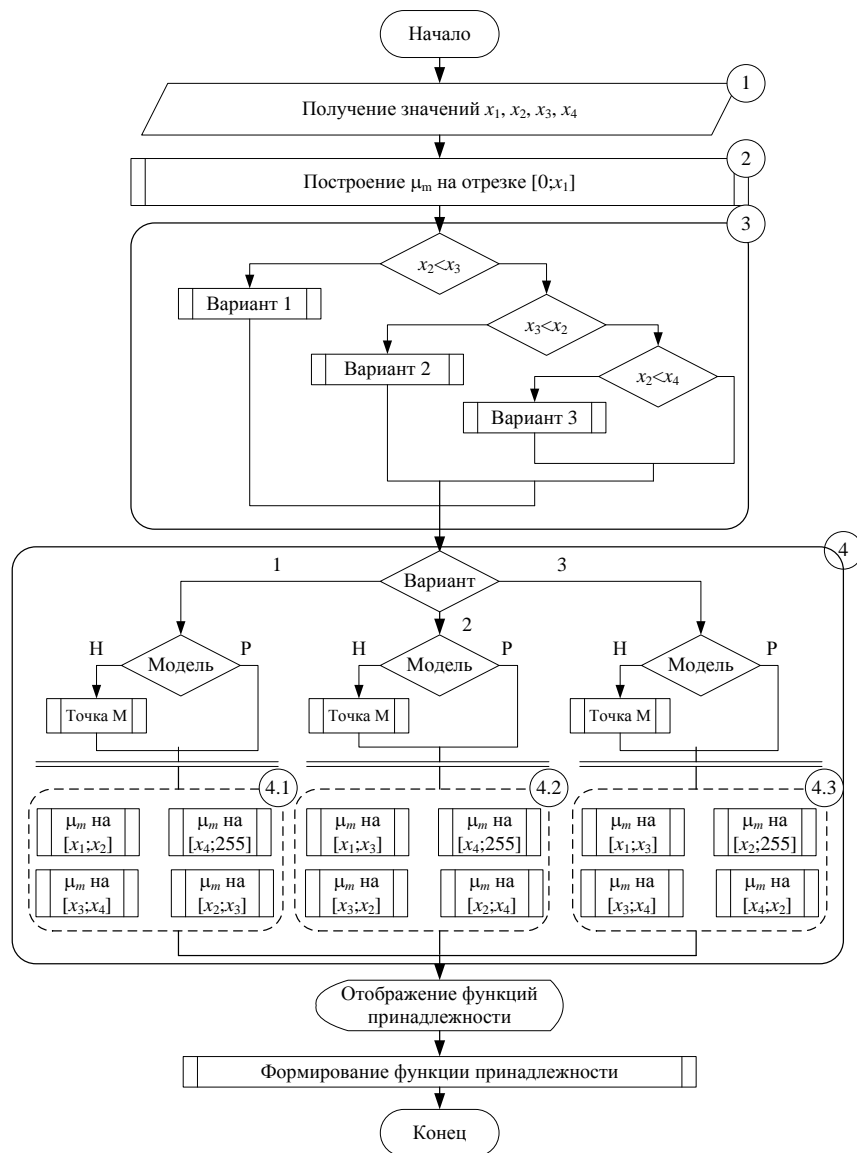 Начало
1
Получение значений x₁, x₂, x₃, x₄
2
Построение μₘ на отрезке [0;x₁]
3
x₂<x₃
Вариант 1
x₃<x₂
Вариант 2
x₂<x₄
Вариант 3
4
1
Вариант
3
2
Н
Модель
Р
Н
Модель
Р
Н
Модель
Р
Точка М
Точка М
Точка М
4.1
4.2
4.3
μₘ на
[x₁;x₂]
μₘ на
[x₄;255]
μₘ на
[x₃;x₄]
μₘ на
[x₂;x₃]
μₘ на
[x₁;x₃]
μₘ на
[x₄;255]
μₘ на
[x₃;x₂]
μₘ на
[x₂;x₄]
μₘ на
[x₁;x₃]
μₘ на
[x₂;255]
μₘ на
[x₃;x₄]
μₘ на
[x₄;x₂]
Отображение функций
принадлежности
Формирование функции принадлежности
Конец